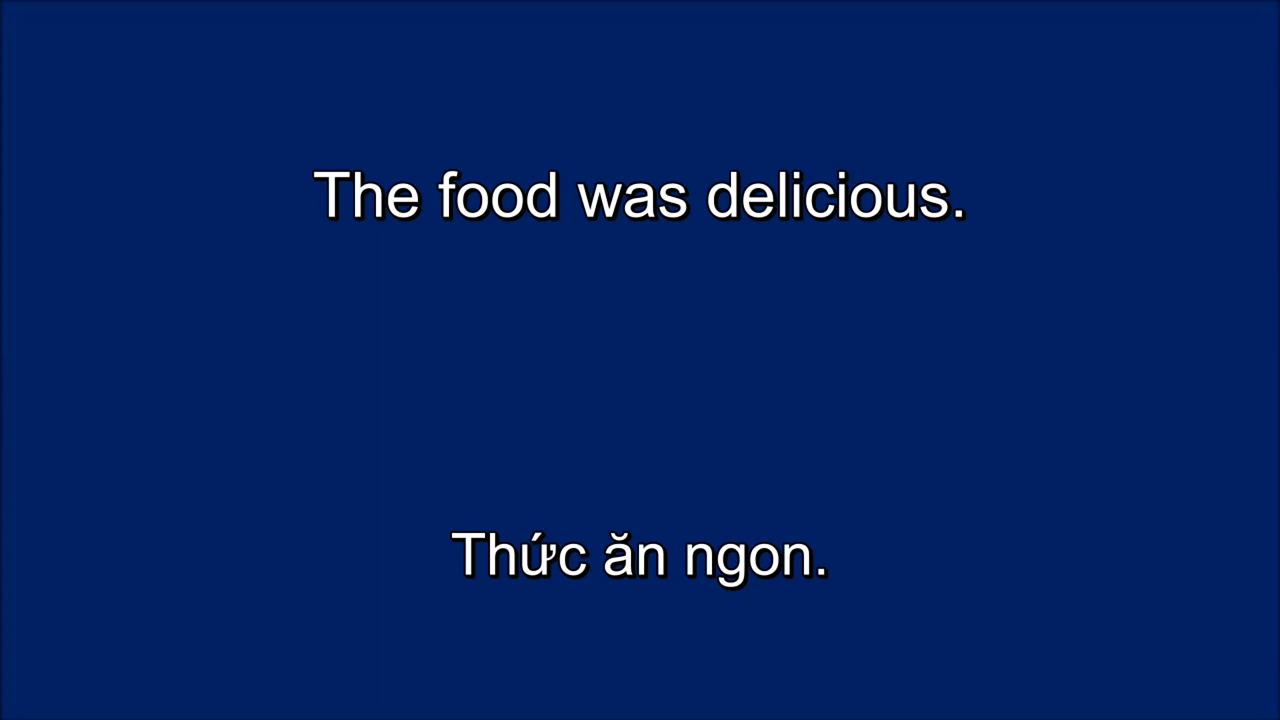 The food was delicious.
Thức ăn ngon.